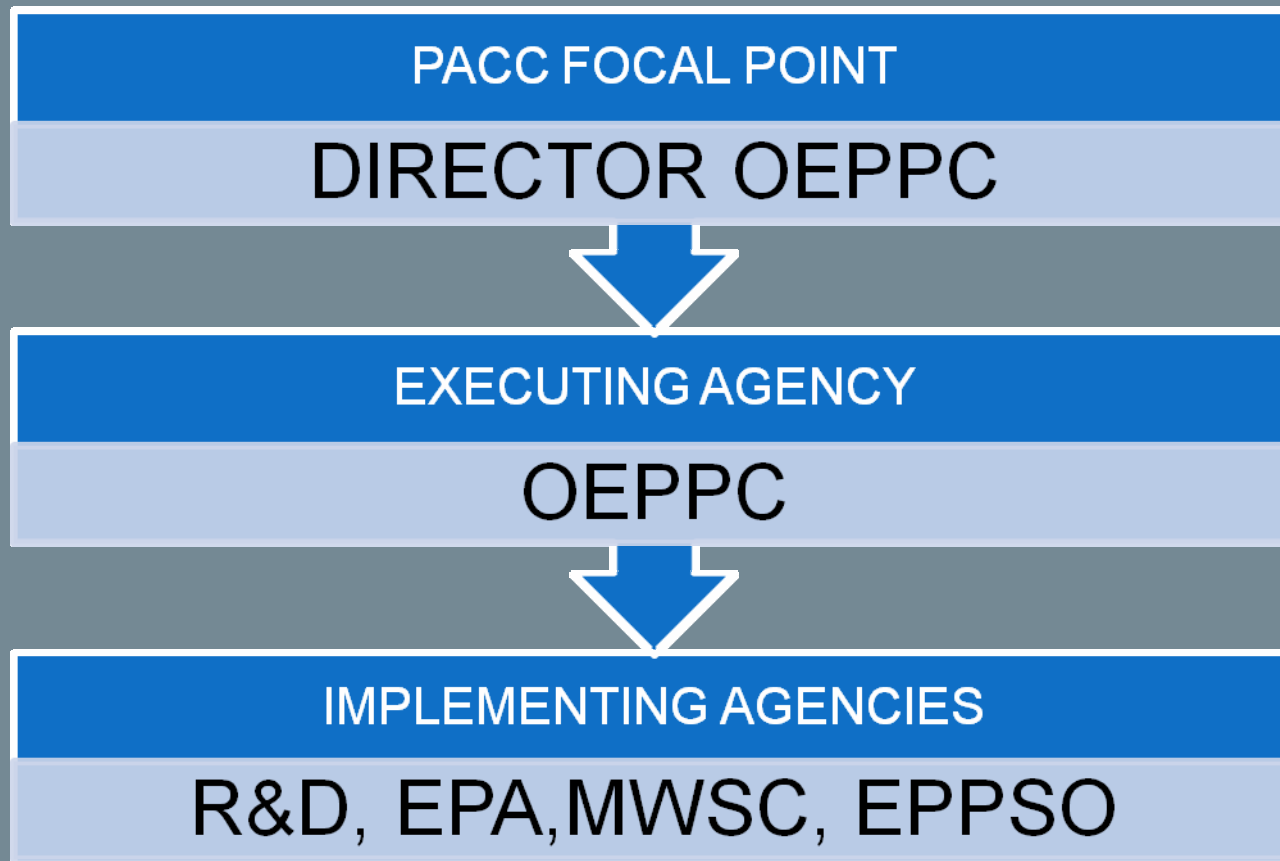 PACC FOCAL POINT
DIRECTOR OEPPC
EXECUTING AGENCY
OEPPC
IMPLEMENTING AGENCIES
R&D, EPA,MWSC, EPPSO